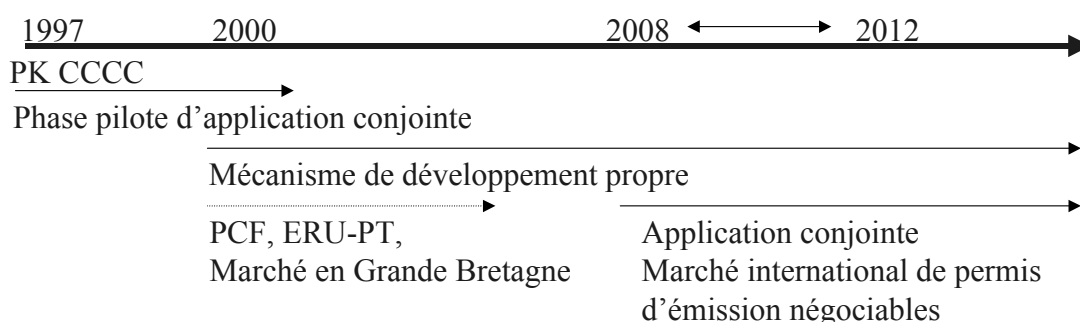 1997 2000 2008 2012
PK CCCC
Phase pilote d’application conjointe
Mécanisme de développement propre
PCF, ERU-PT,
Marché en Grande Bretagne
Application conjointe
Marché international de permis
d’émission négociables